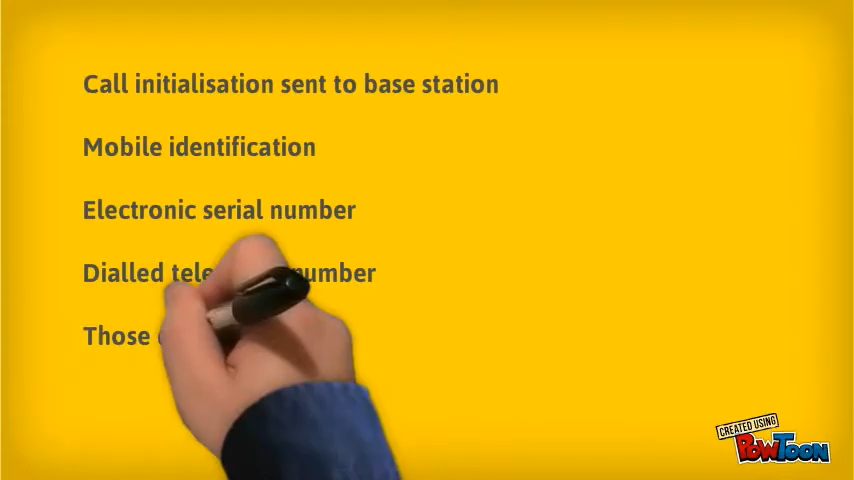 Call initialisation sent to base station
Mobile identification
Electronic serial number
Dialled number
Those
CREATED USING
POWTOON